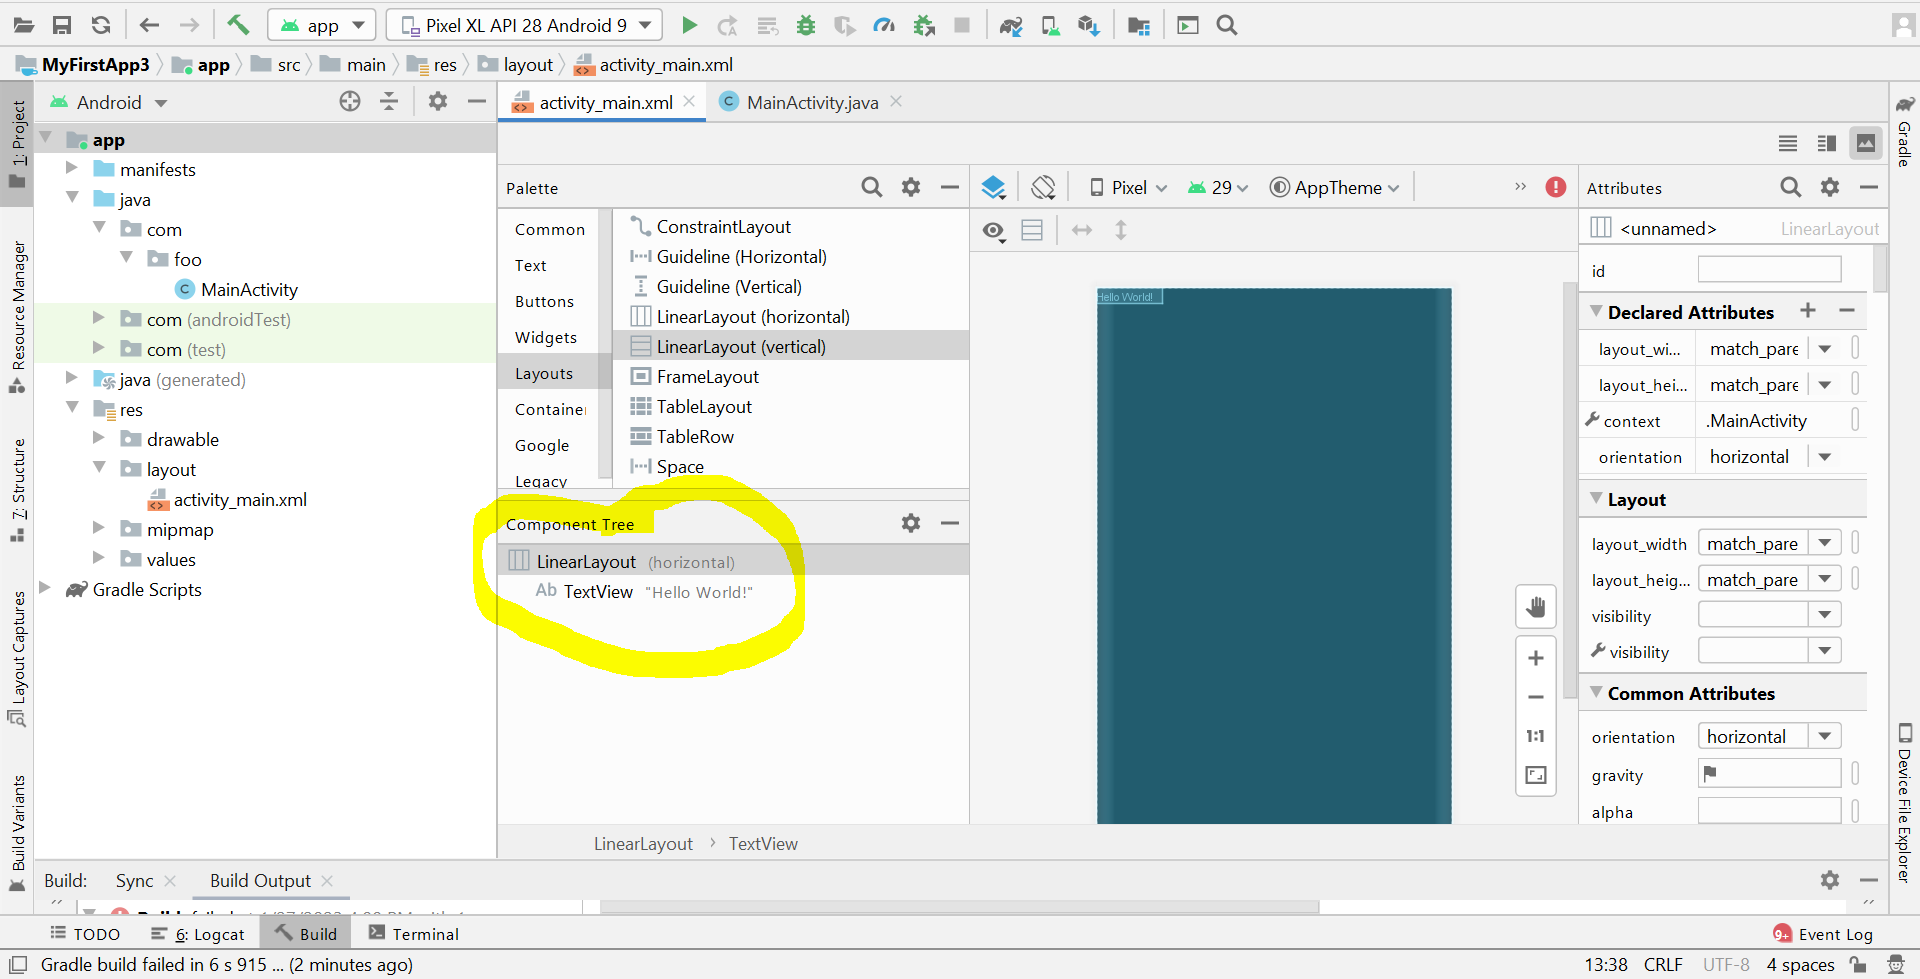 app
Pixel XL API 28 Android 9
MyFirstApp3
app
src
main
res
layout
activity_main.xml
1: Project
Resource Manager
7: Structure
Layout Captures
Build Variants
Android
app
manifests
java
com
foo
MainActivity
com (androidTest)
com (test)
java (generated)
res
drawable
layout
activity_main.xml
mipmap
values
Gradle Scripts
activity_main.xml
MainActivity.java
Palette
Common
Text
Buttons
Widgets
Layouts
Containe
Google
Legacy
ConstraintLayout
Guideline (Horizontal)
Guideline (Vertical)
LinearLayout (horizontal)
LinearLayout (vertical)
FrameLayout
TableLayout
TableRow
Space
Component Tree
LinearLayout (horizontal)
Ab TextView "Hello World!"
Pixel
29
AppTheme
Hello World!
1:1
LinearLayout > TextView
Attributes
<unnamed> LinearLayout
id
Declared Attributes
layout_wi... match_pare
layout_hei... match_pare
context .MainActivity
orientation horizontal
Layout
layout_width match_pare
layout_heig... match_pare
visibility
visibility
Common Attributes
orientation horizontal
gravity
alpha
Gradle
Device File Explorer
Build: Sync Build Output
TODO 6: Logcat Build Terminal
9+ Event Log
Gradle build failed in 6 s 915 ... (2 minutes ago)
13:38 CRLF UTF-8 4 spaces